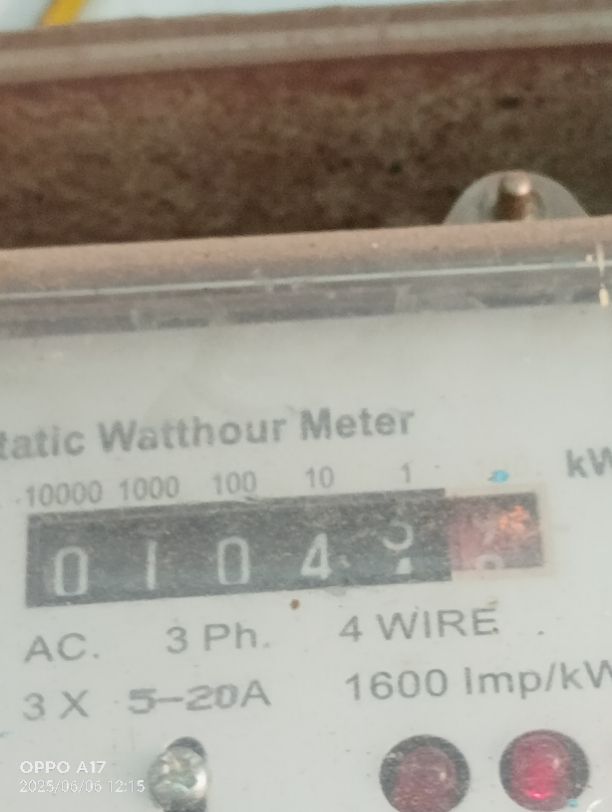 tatic Watthour Meter
10000 1000 100 10 1
kW
0 1 0 4
AC. 3 Ph. 4 WIRE
3 X 5-20A 1600 Imp/kW
OPPO A17
2025/06/06 12:15